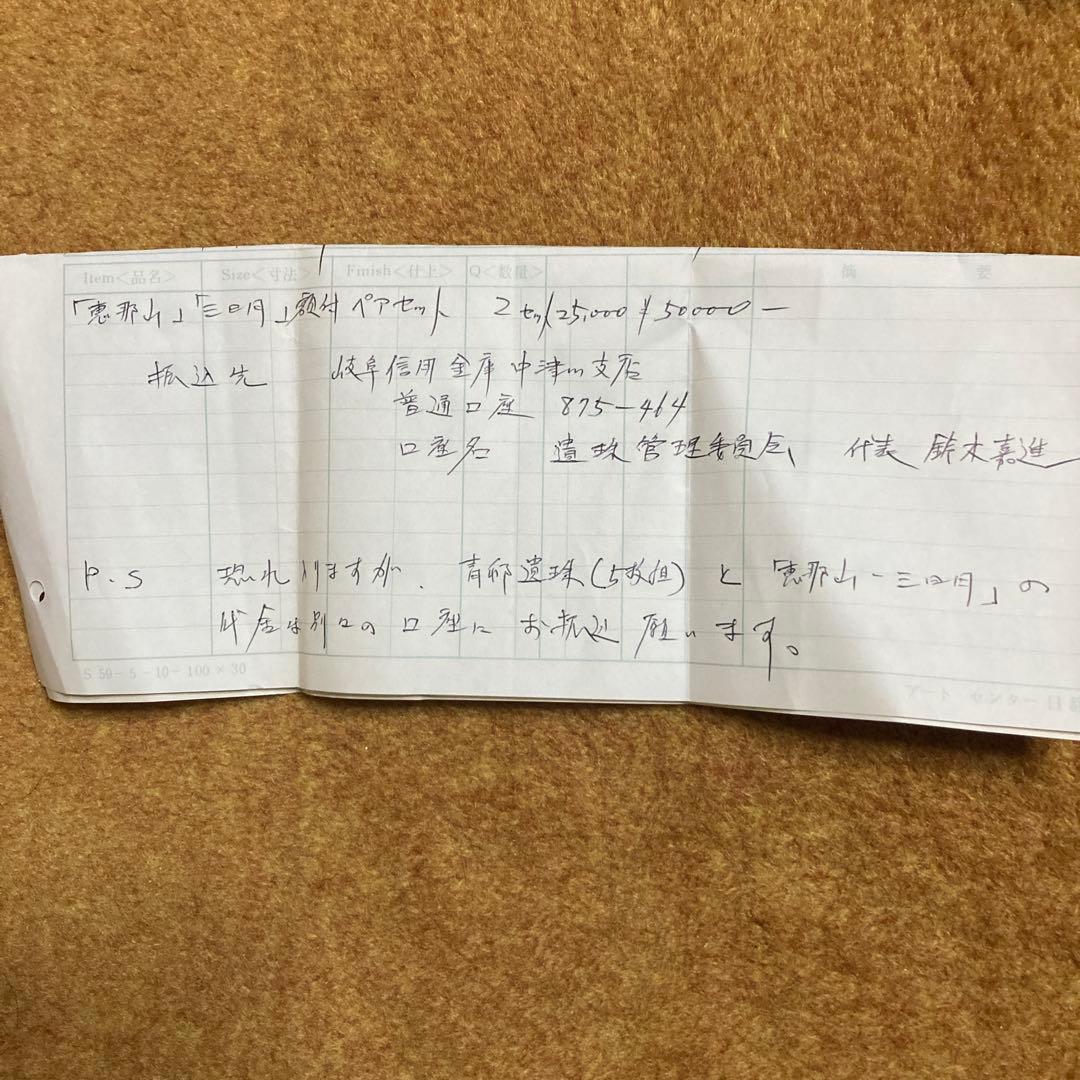 Item<品名> Size<寸法> Finish<仕上> Q<数量> 摘 要
「恵那山」「三日月」額付 ペアセット 2セット 25,000 ¥50000ー
振込先 岐阜信用金庫 中津川支店
普通口座 875-464
口座名 遺珠管理委員会 代表 鈴木嘉進
P.S 恐れ入りますが、青邨遺珠(5枚組)と「恵那山-三日月」の
代金は別口の口座にお振込願います。
S 59-5-10-100×30
アート センター